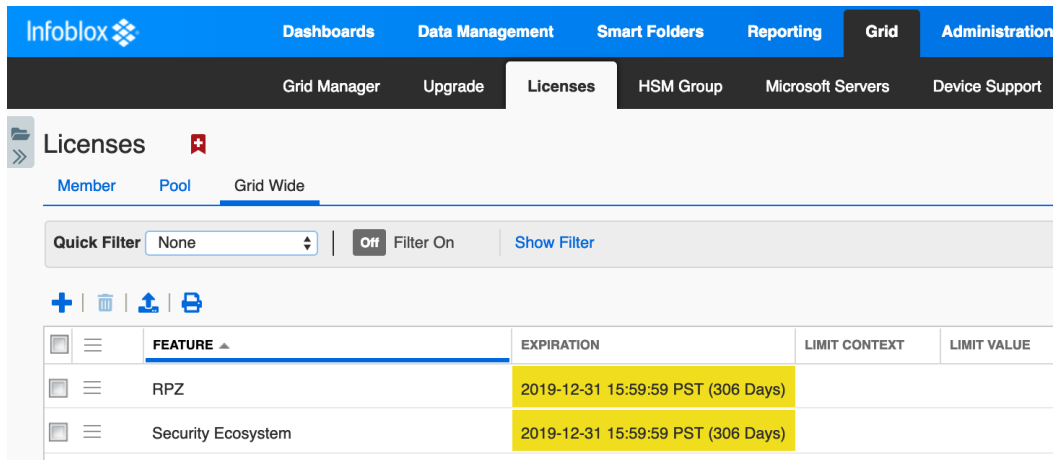 Infoblox Dashboards Data Management Smart Folders Reporting Grid Administration
Grid Manager Upgrade Licenses HSM Group Microsoft Servers Device Support
Licenses
Member Pool Grid Wide
Quick Filter None Off Filter On Show Filter
FEATURE EXPIRATION LIMIT CONTEXT LIMIT VALUE
RPZ 2019-12-31 15:59:59 PST (306 Days)
Security Ecosystem 2019-12-31 15:59:59 PST (306 Days)